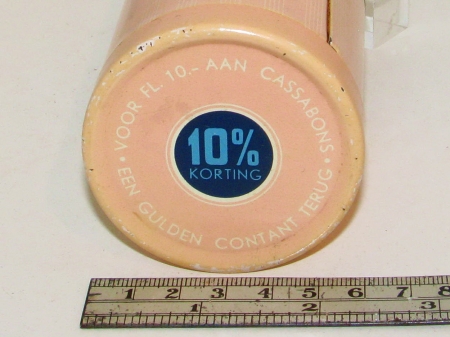 • VOOR FL. 10.- AAN CASSABONS •
EEN GULDEN CONTANT TERUG
10%
KORTING
1 2 3 4 5 6 7 8
1 2 3